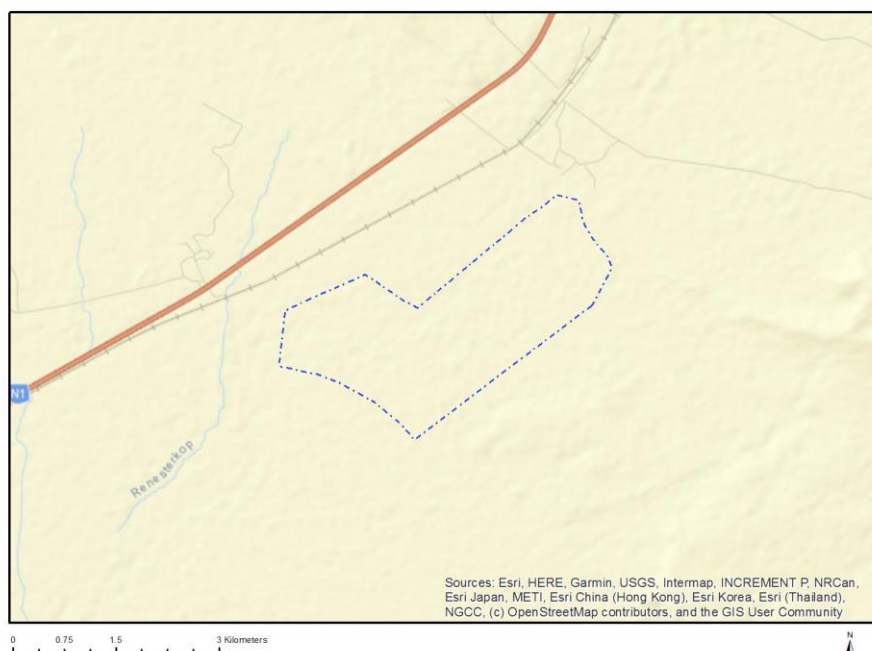 N1
Renesterkop
Sources: Esri, HERE, Garmin, USGS, Intermap, INCREMENT P, NRCan,
Esri Japan, METI, Esri China (Hong Kong), Esri Korea, Esri (Thailand),
NGCC, (c) OpenStreetMap contributors, and the GIS User Community
0 0.75 1.5 3 Kilometers
N